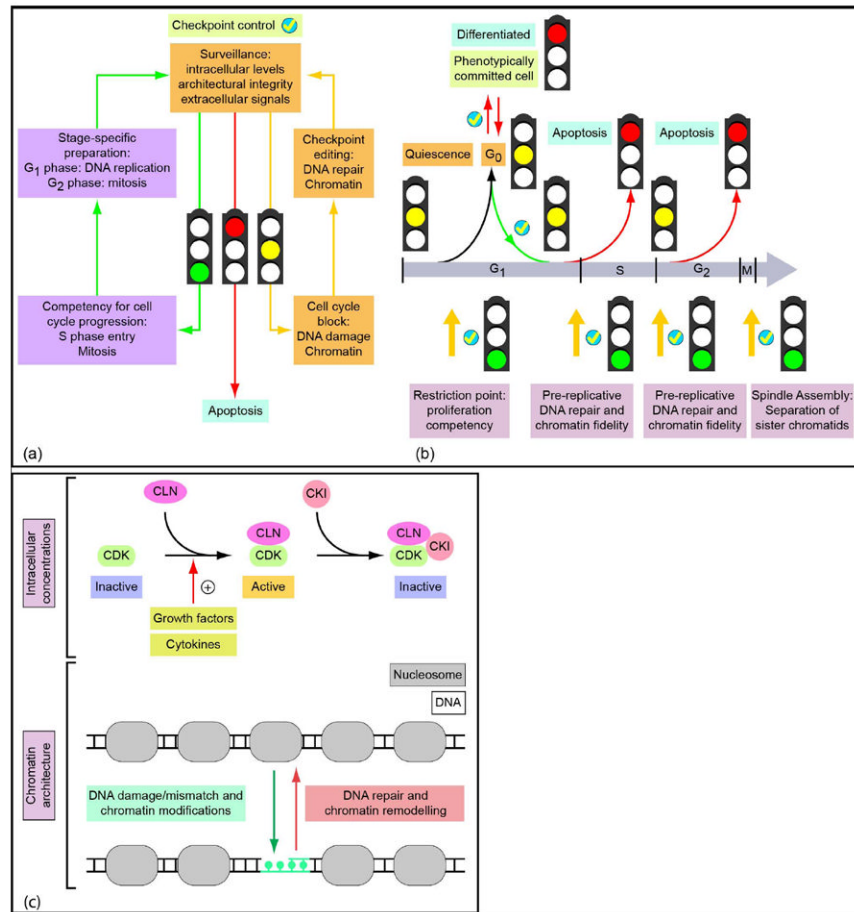 Checkpoint control
Surveillance:
intracellular levels
architectural integrity
extracellular signals
Stage-specific
preparation:
G1 phase: DNA replication
G2 phase: mitosis
Checkpoint
editing:
DNA repair
Chromatin
Competency for cell
cycle progression:
S phase entry
Mitosis
Cell cycle
block:
DNA damage
Chromatin
Apoptosis
(a)
Differentiated
Phenotypically
committed cell
Quiescence
G0
Apoptosis
Apoptosis
G1
S
G2
M
Restriction point:
proliferation
competency
Pre-replicative
DNA repair and
chromatin fidelity
Pre-replicative
DNA repair and
chromatin fidelity
Spindle Assembly:
Separation of
sister chromatids
(b)
Intracellular
concentrations
CLN
CKI
CDK
CLN
CDK
CLN
CDK
CKI
Inactive
+
Active
Inactive
Growth factors
Cytokines
Nucleosome
DNA
Chromatin
architecture
DNA damage/mismatch and
chromatin modifications
DNA repair and
chromatin remodelling
(c)